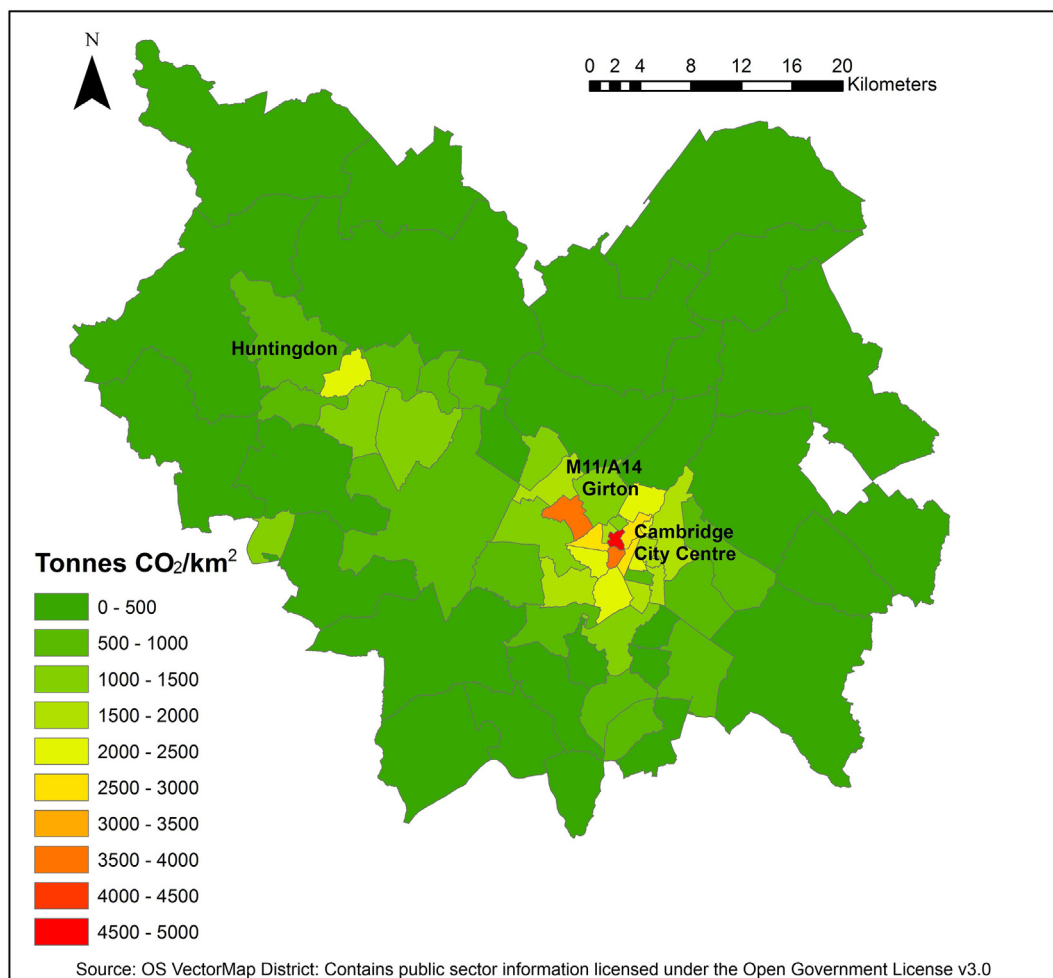 N
0 2 4 8 12 16 20
Kilometers
Huntingdon
M11/A14
Girton
Cambridge
City Centre
Tonnes CO₂/km²
0 - 500
500 - 1000
1000 - 1500
1500 - 2000
2000 - 2500
2500 - 3000
3000 - 3500
3500 - 4000
4000 - 4500
4500 - 5000
Source: OS VectorMap District: Contains public sector information licensed under the Open Government License v3.0